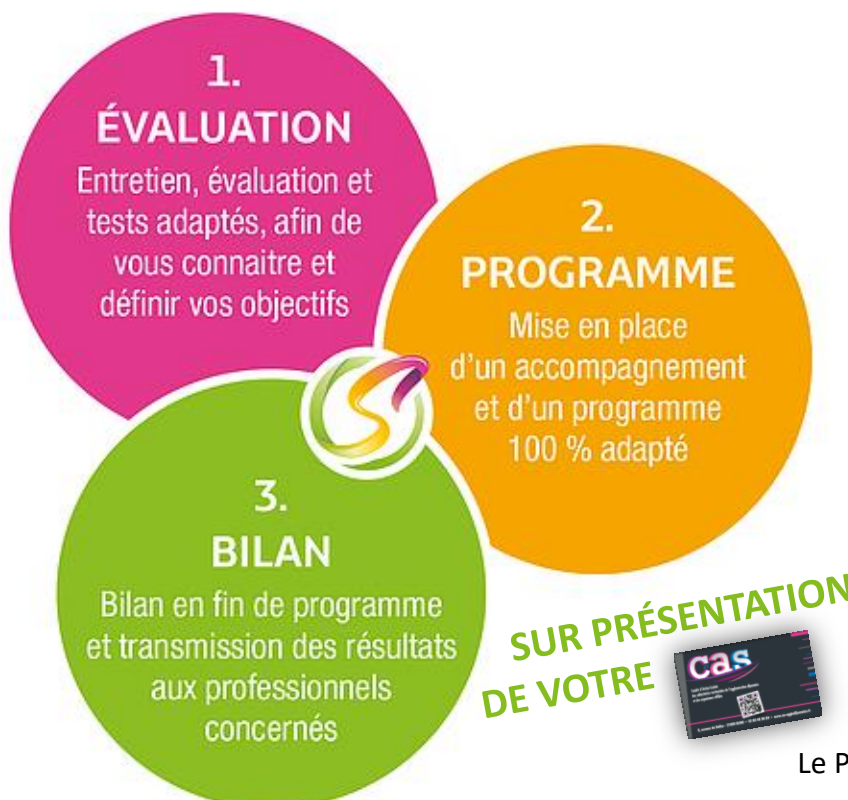 1.
ÉVALUATION
Entretien, évaluation et
tests adaptés, afin de
vous connaitre et
définir vos objectifs
2.
PROGRAMME
Mise en place
d'un accompagnement
et d'un programme
100 % adapté
3.
BILAN
Bilan en fin de programme
et transmission des résultats
aux professionnels
concernés
SUR PRÉSENTATION
DE VOTRE
cas
Le P